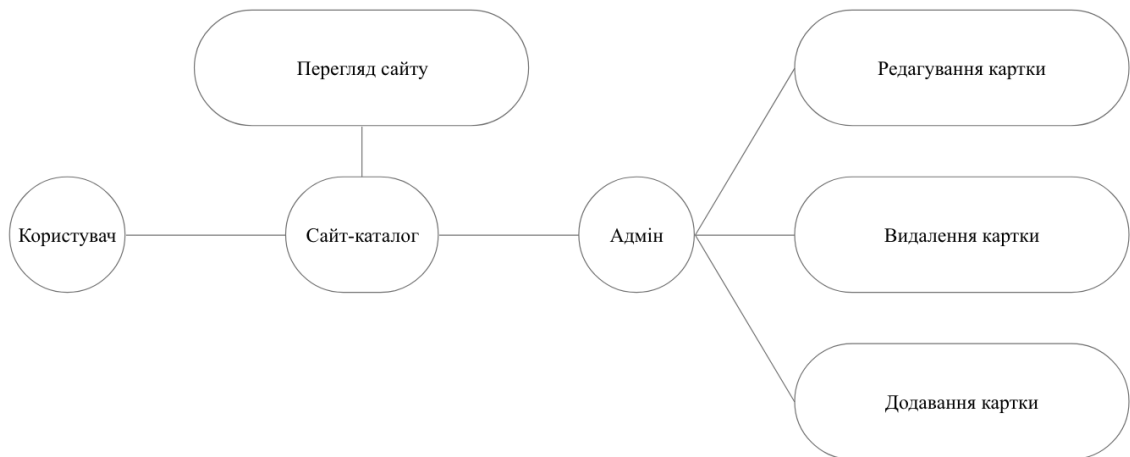 Перегляд сайту
Редагування картки
Користувач
Сайт-каталог
Адмін
Видалення картки
Додавання картки